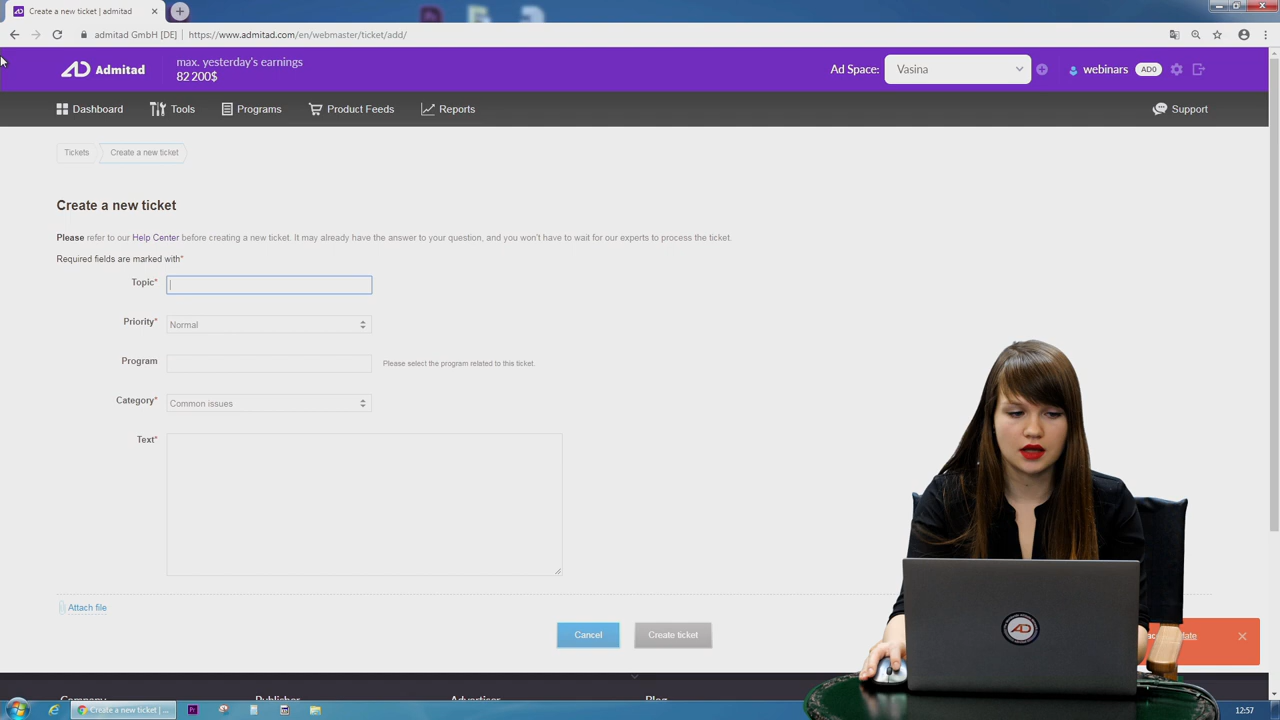 Create a new ticket | admitad
admitad GmbH [DE] | https://www.admitad.com/en/webmaster/ticket/add/
Admitad
max. yesterday's earnings
82 200$
Ad Space:
Vasina
webinars
AD0
Dashboard
Tools
Programs
Product Feeds
Reports
Support
Tickets
Create a new ticket
Create a new ticket
Please refer to our Help Center before creating a new ticket. It may already have the answer to your question, and you won't have to wait for our experts to process the ticket.
Required fields are marked with*
Topic*
Priority*
Normal
Program
Please select the program related to this ticket.
Category*
Common issues
Text*
Attach file
Cancel
Create ticket
AD
Company
Publisher
Advertiser
Blog
Create a new ticket | ...
Pr
12:57